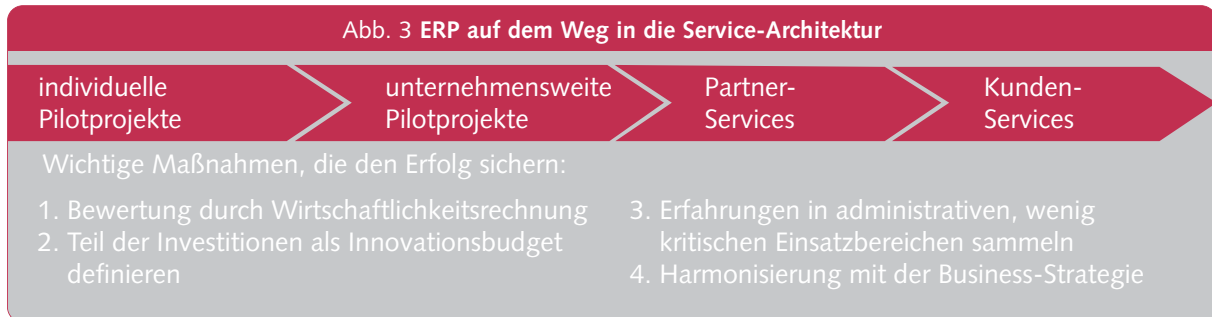 Abb. 3 ERP auf dem Weg in die Service-Architektur
individuelle
Pilotprojekte
unternehmensweite
Pilotprojekte
Partner-
Services
Kunden-
Services
Wichtige Maßnahmen, die den Erfolg sichern:
1. Bewertung durch Wirtschaftlichkeitsrechnung
2. Teil der Investitionen als Innovationsbudget
definieren
3. Erfahrungen in administrativen, wenig
kritischen Einsatzbereichen sammeln
4. Harmonisierung mit der Business-Strategie